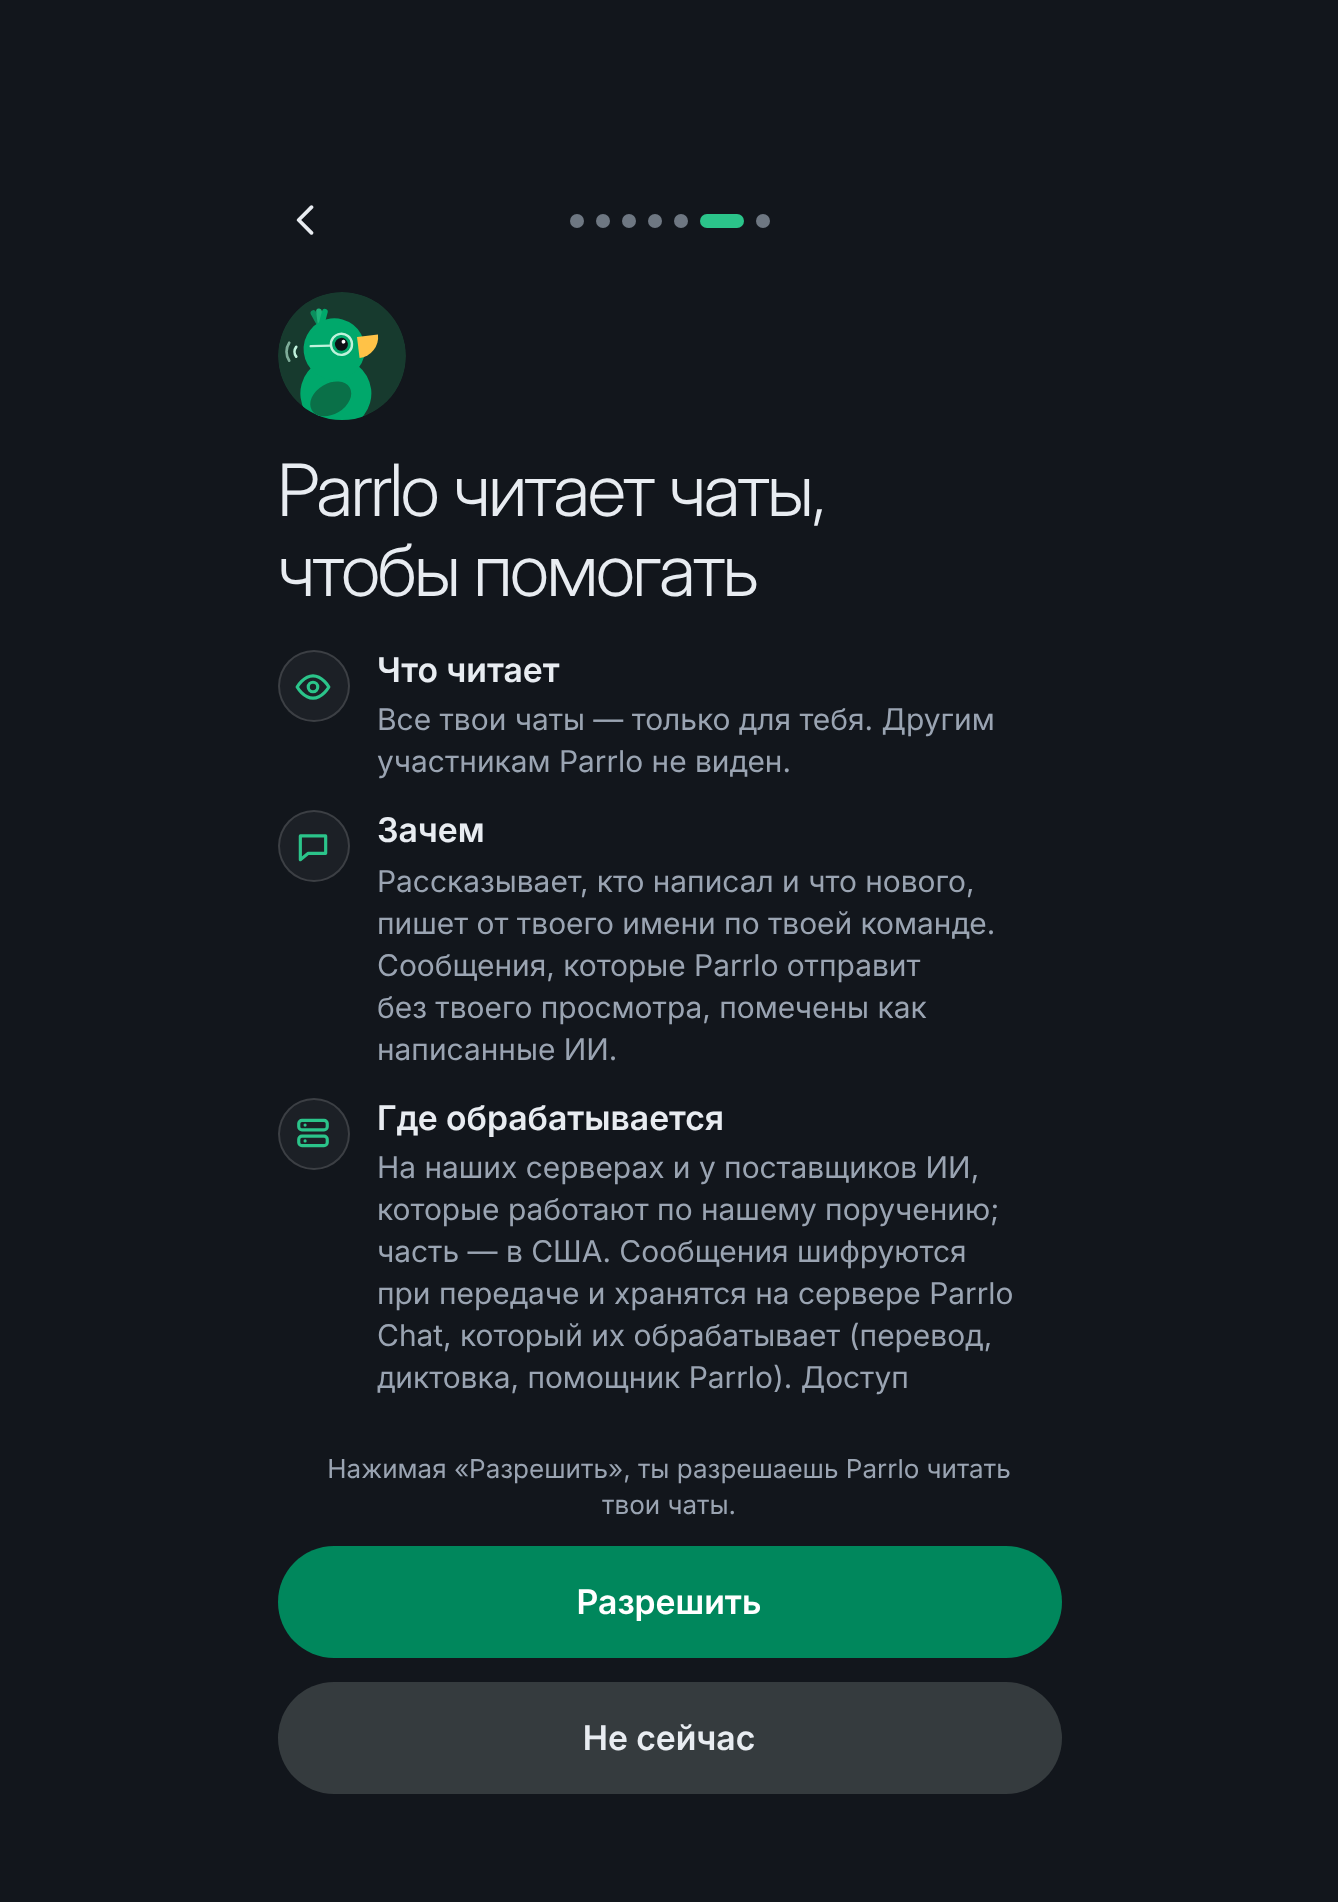 Parrlo читает чаты,
чтобы помогать
Что читает
Все твои чаты — только для тебя. Другим
участникам Parrlo не виден.
Зачем
Рассказывает, кто написал и что нового,
пишет от твоего имени по твоей команде.
Сообщения, которые Parrlo отправит
без твоего просмотра, помечены как
написанные ИИ.
Где обрабатывается
На наших серверах и у поставщиков ИИ,
которые работают по нашему поручению;
часть — в США. Сообщения шифруются
при передаче и хранятся на сервере Parrlo
Chat, который их обрабатывает (перевод,
диктовка, помощник Parrlo). Доступ
Нажимая «Разрешить», ты разрешаешь Parrlo читать
твои чаты.
Разрешить
Не сейчас